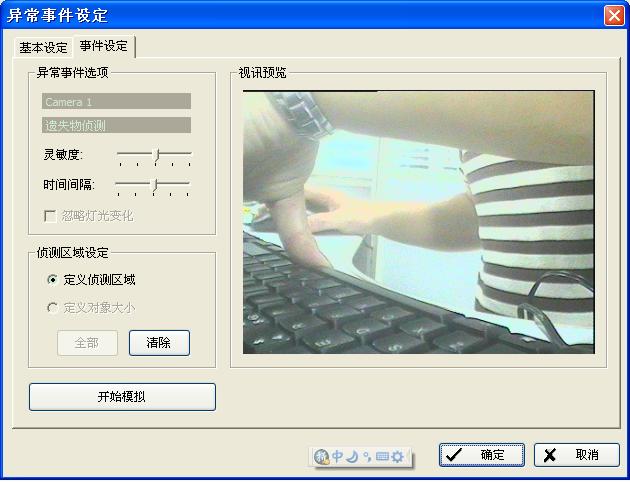 异常事件设定
基本设定 事件设定
异常事件选项
Camera 1
遗失物侦测
灵敏度:
时间间隔:
忽略灯光变化
侦测区域设定
定义侦测区域
定义对象大小
全部 清除
开始模拟
视讯预览
中
确定 取消